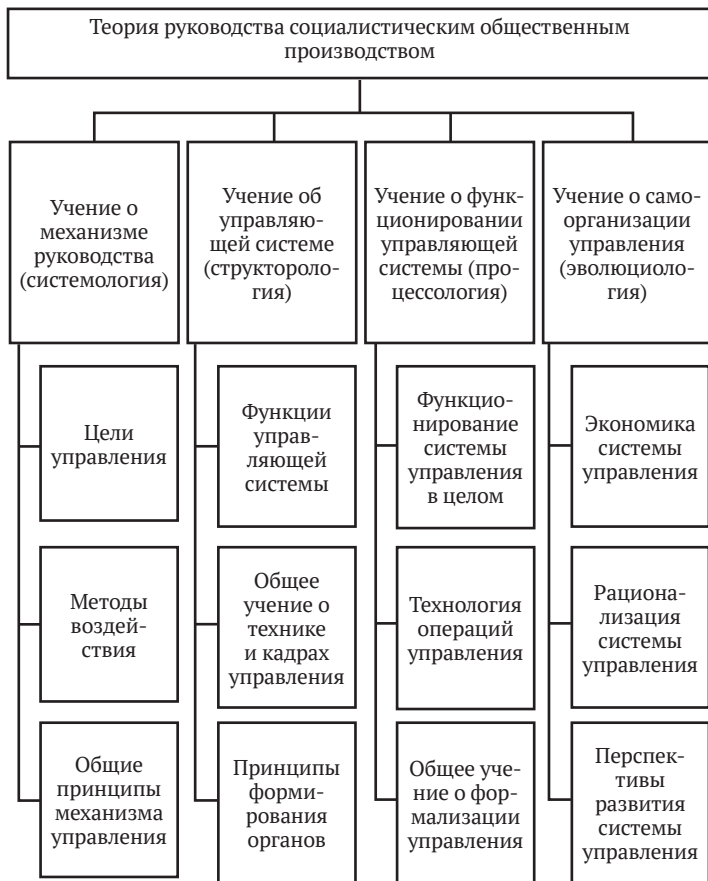 Теория руководства социалистическим общественным
производством
Учение о
механизме
руководства
(системология)
Учение об
управляю-
щей системе
(структороло-
гия)
Учение о функ-
ционировании
управляющей
системы (про-
цессология)
Учение о само-
организации
управления
(эволюциоло-
гия)
Цели
управления
Функции
управ-
ляющей
системы
Функцио-
нирование
системы
управления
в целом
Экономика
системы
управления
Методы
воздей-
ствия
Общее
учение о
технике
и кадрах
управления
Технология
операций
управления
Рациона-
лизация
системы
управления
Общие
принципы
механизма
управления
Принципы
форми-
рования
органов
Общее уче-
ние о фор-
мализации
управления
Перспек-
тивы
развития
системы
управления